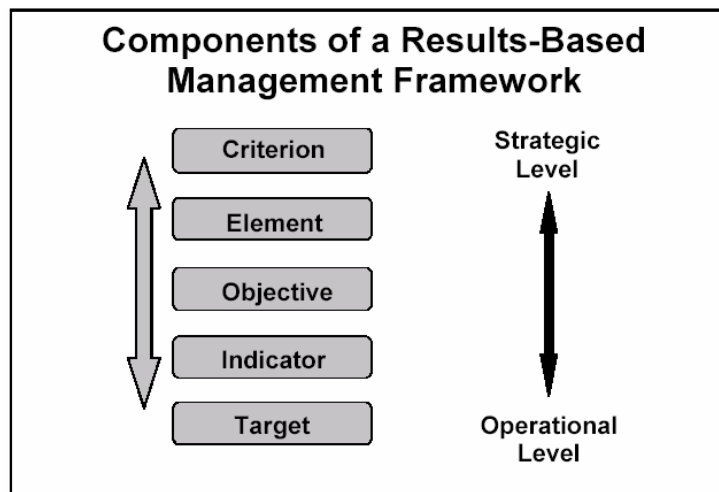 Components of a Results-Based
Management Framework
Criterion
Element
Objective
Indicator
Target
Strategic
Level
Operational
Level